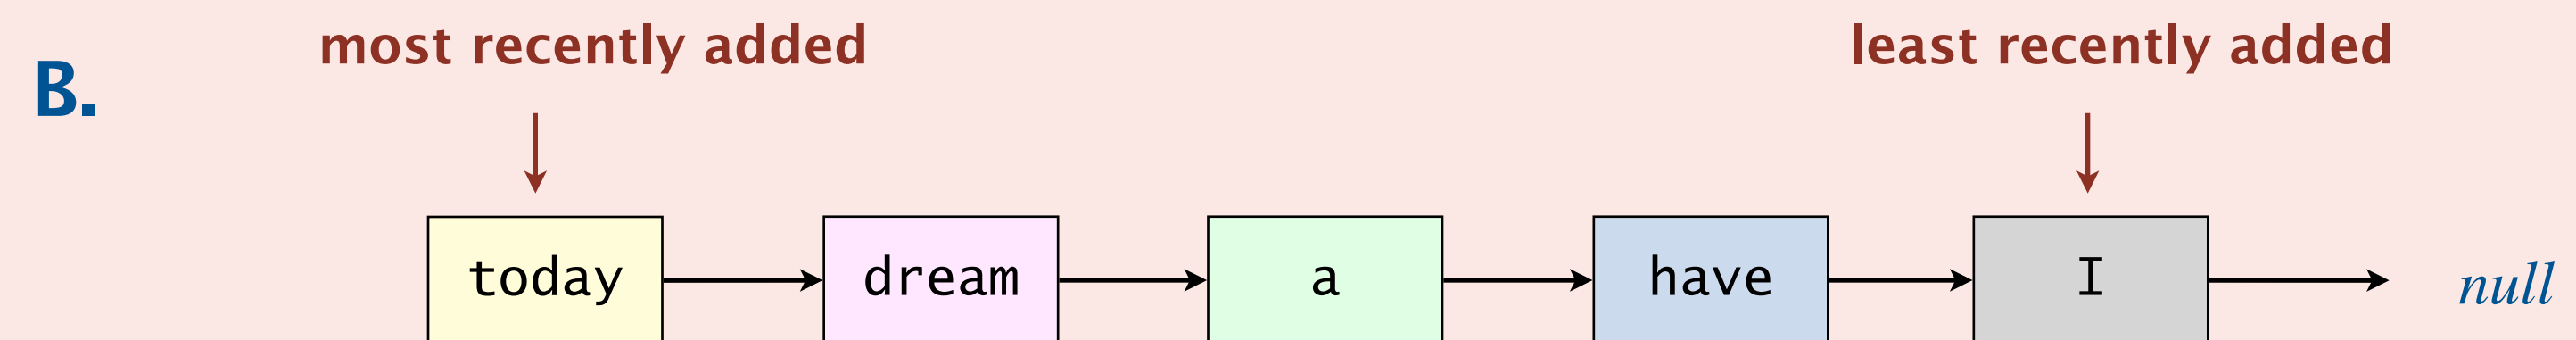 most recently added
least recently added
B.
today dream a have I null